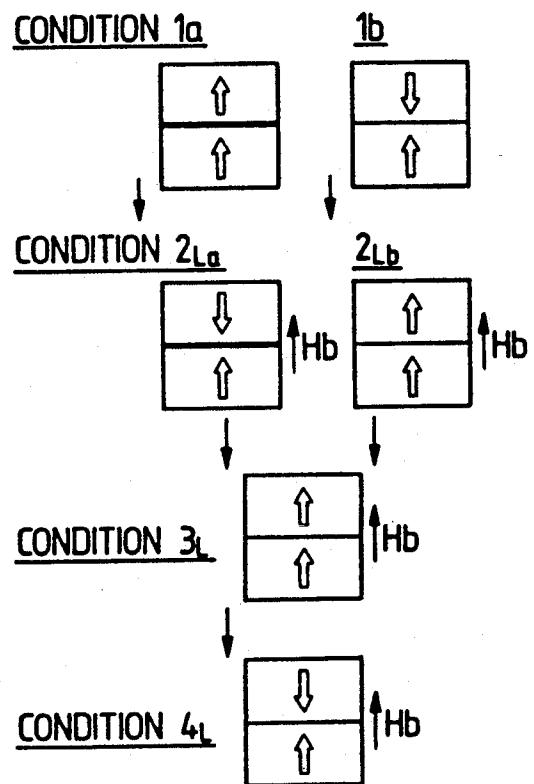 CONDITION 1a 1b
CONDITION 2La 2Lb
Hb Hb
CONDITION 3L Hb
CONDITION 4L Hb